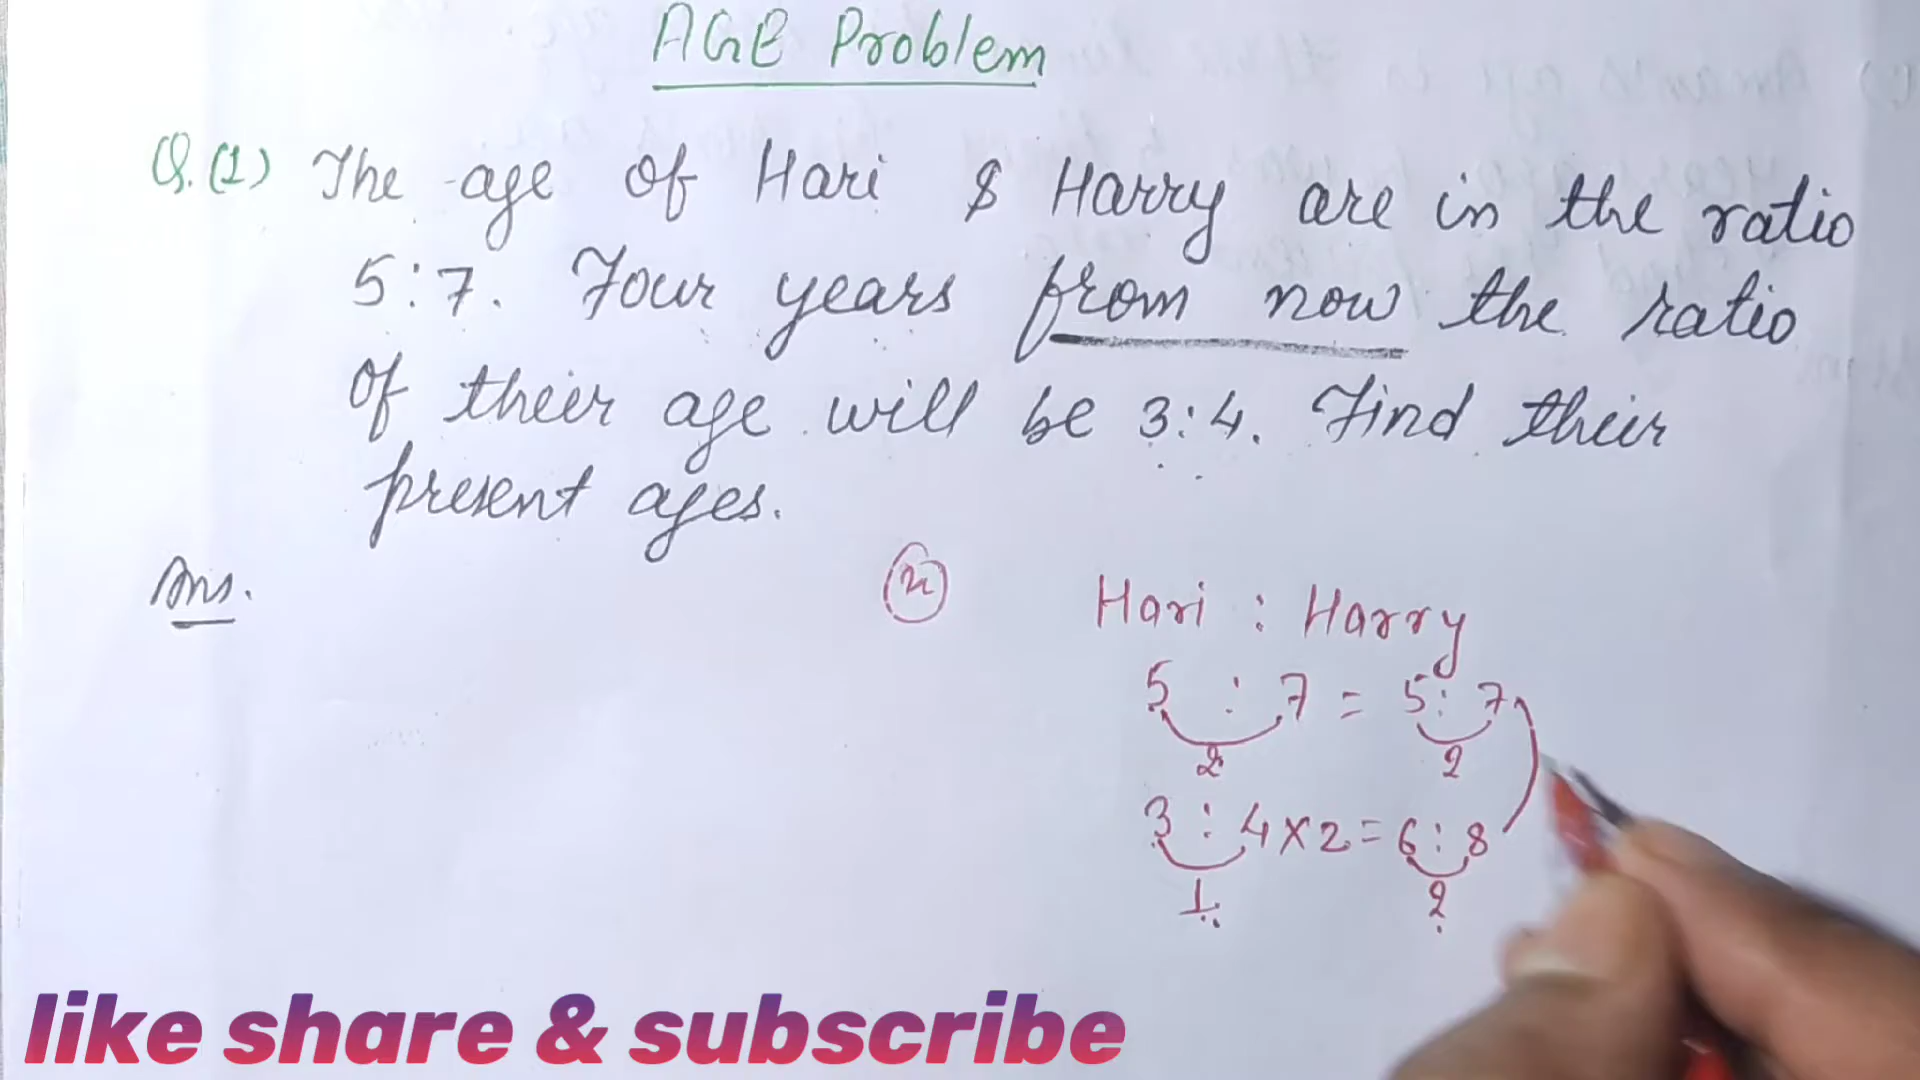 AGE Problem
Q.(1) The age of Hari & Harry are in the ratio
5:7. Four years from now the ratio
of their age will be 3:4. Find their
present ages.
Ans.
x
Hari : Harry
5 : 7 = 5 : 7
2 2
3 : 4 x 2 = 6 : 8
1 2
like share & subscribe